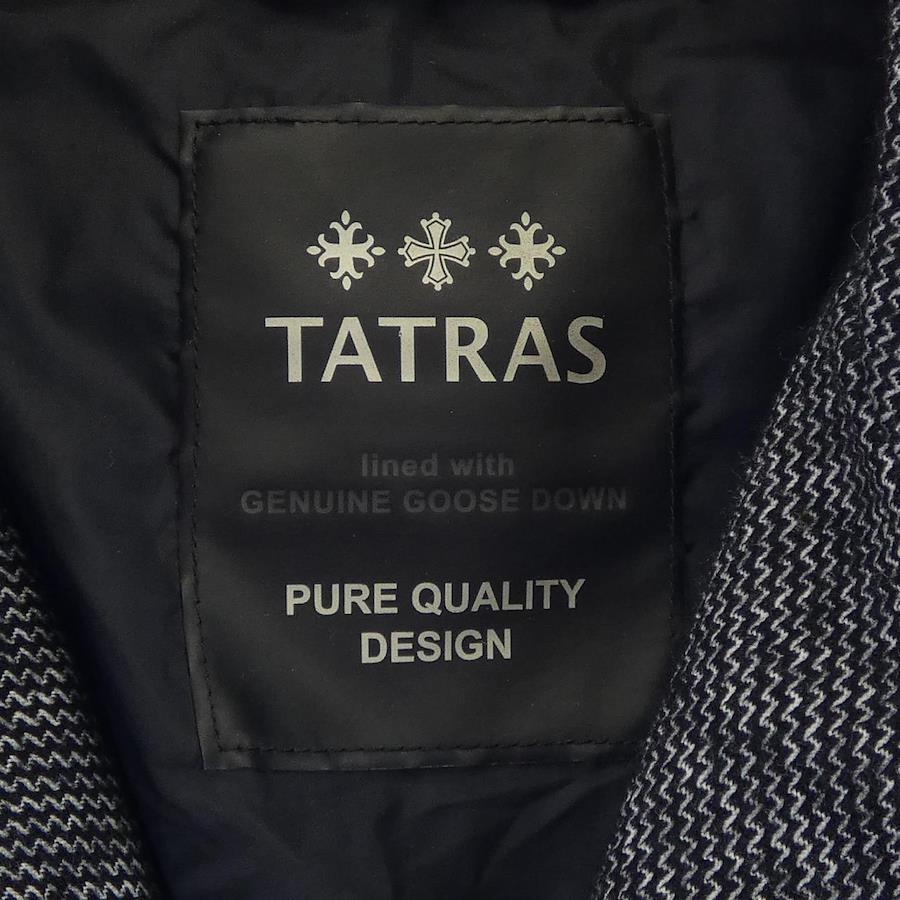 TATRAS
lined with
GENUINE GOOSE DOWN
PURE QUALITY
DESIGN